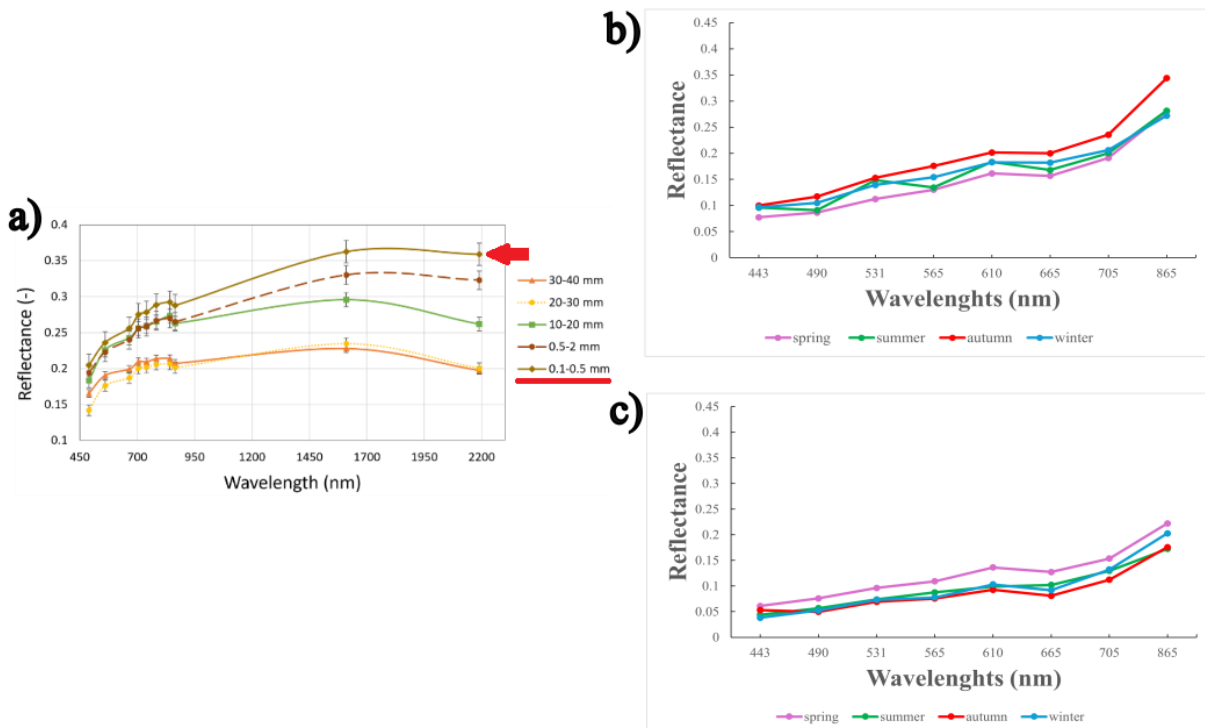 a)
0.4
0.35
0.3
0.25
0.2
0.15
0.1
Reflectance (-)
450 700 950 1200 1450 1700 1950 2200
Wavelength (nm)
30-40 mm
20-30 mm
10-20 mm
0.5-2 mm
0.1-0.5 mm
b)
0.45
0.4
0.35
0.3
0.25
0.2
0.15
0.1
0.05
0
Reflectance
443 490 531 565 610 665 705 865
Wavelenghts (nm)
spring summer autumn winter
c)
0.45
0.4
0.35
0.3
0.25
0.2
0.15
0.1
0.05
0
Reflectance
443 490 531 565 610 665 705 865
Wavelenghts (nm)
spring summer autumn winter